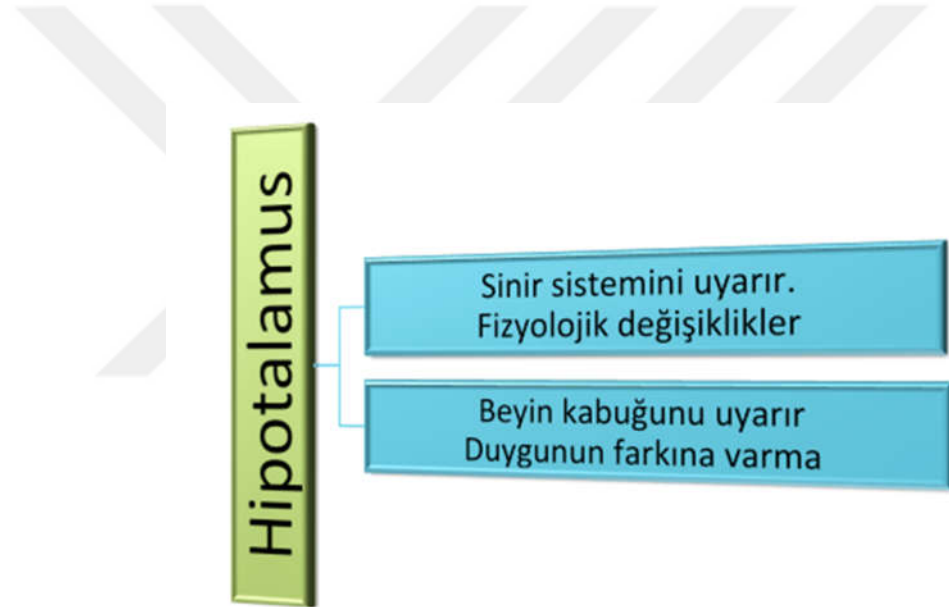 Hipotalamus
Sinir sistemini uyarır.
Fizyolojik değişiklikler
Beyin kabuğunu uyarır
Duygunun farkına varma